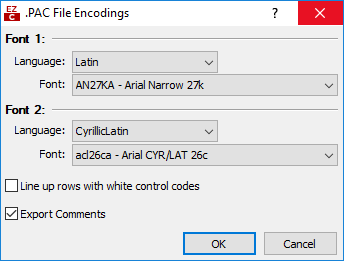 EZ
C
.PAC File Encodings
?
Font 1:
Language: Latin
Font: AN27KA - Arial Narrow 27k
Font 2:
Language: CyrillicLatin
Font: acl26ca - Arial CYR/LAT 26c
Line up rows with white control codes
Export Comments
OK Cancel